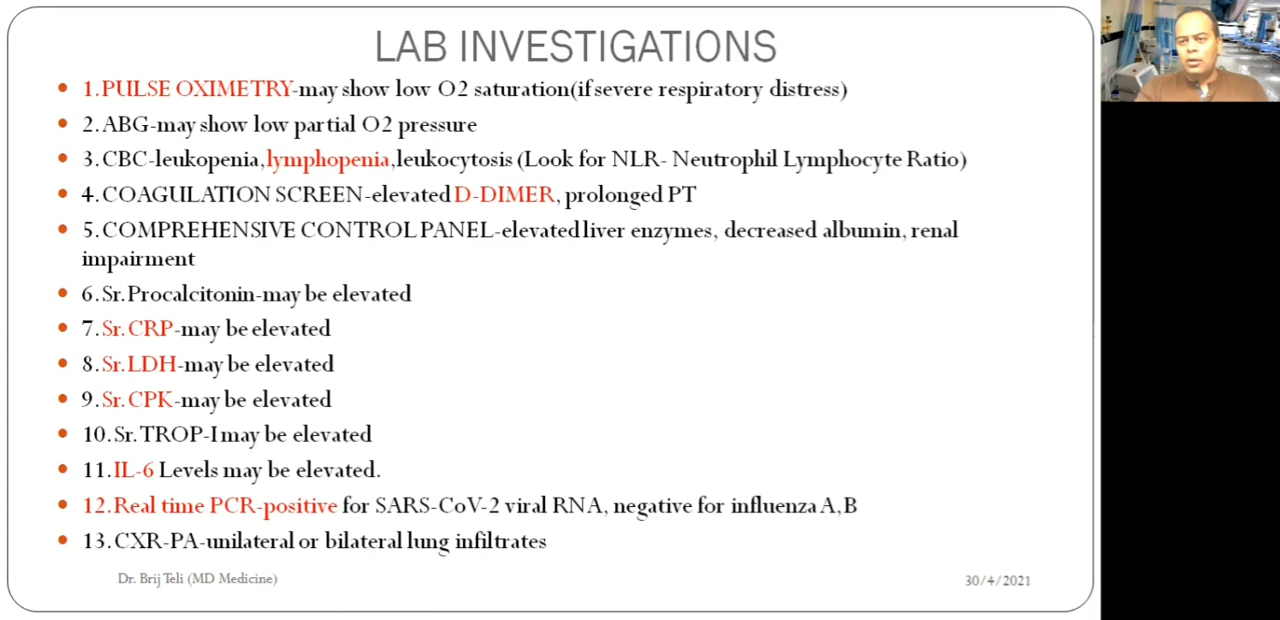 LAB INVESTIGATIONS
1.PULSE OXIMETRY-may show low O2 saturation(if severe respiratory distress)
2.ABG-may show low partial O2 pressure
3.CBC-leukopenia,lymphopenia,leukocytosis (Look for NLR- Neutrophil Lymphocyte Ratio)
4.COAGULATION SCREEN-elevated D-DIMER, prolonged PT
5.COMPREHENSIVE CONTROL PANEL-elevated liver enzymes, decreased albumin, renal
impairment
6.Sr.Procalcitonin-may be elevated
7.Sr.CRP-may be elevated
8.Sr.LDH-may be elevated
9.Sr.CPK-may be elevated
10.Sr.TROP-I may be elevated
11.IL-6 Levels may be elevated.
12.Real time PCR-positive for SARS-CoV-2 viral RNA, negative for influenza A,B
13.CXR-PA-unilateral or bilateral lung infiltrates
Dr. Brij Teli (MD Medicine)
30/4/2021